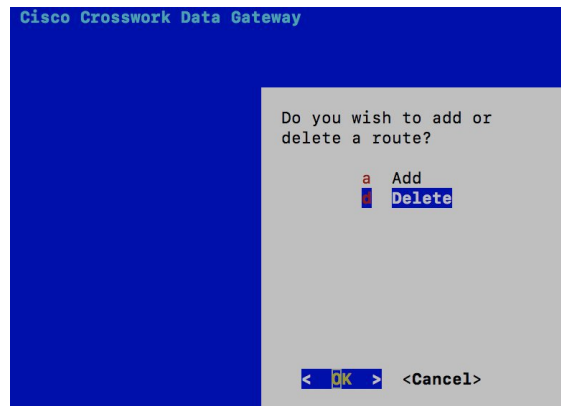 Cisco Crosswork Data Gateway
Do you wish to add or
delete a route?
a Add
d Delete
< OK > <Cancel>